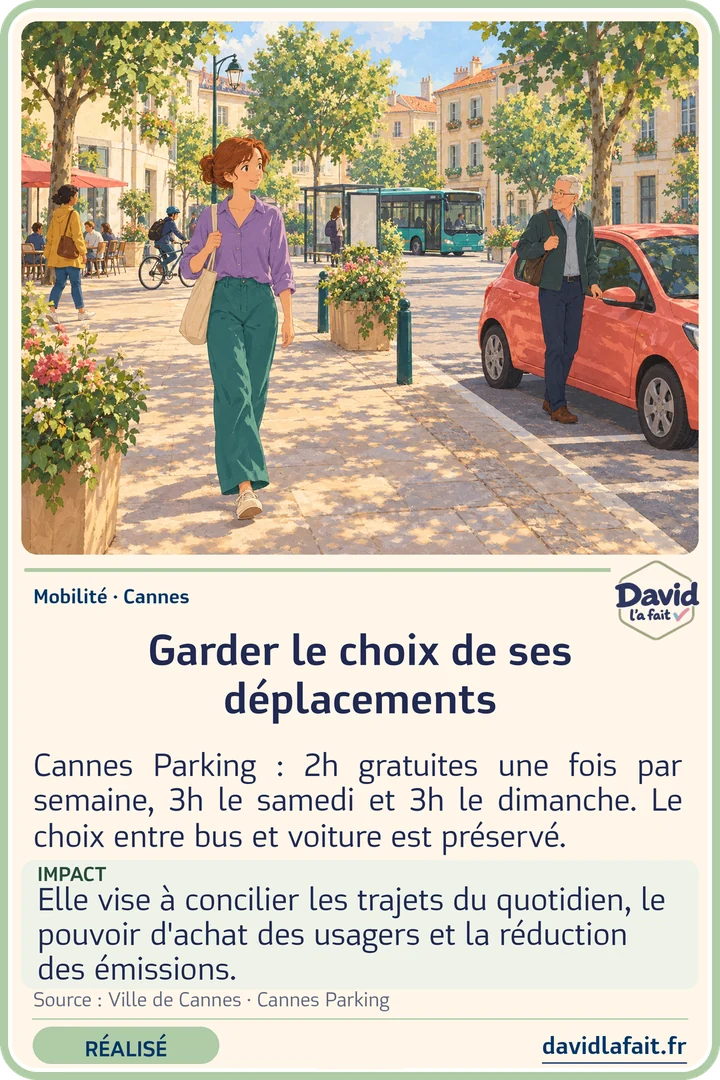 Mobilité · Cannes
David
l'a fait
Garder le choix de ses
déplacements
Cannes Parking : 2h gratuites une fois par
semaine, 3h le samedi et 3h le dimanche. Le
choix entre bus et voiture est préservé.
IMPACT
Elle vise à concilier les trajets du quotidien, le
pouvoir d'achat des usagers et la réduction
des émissions.
Source : Ville de Cannes · Cannes Parking
RÉALISÉ
davidlafait.fr